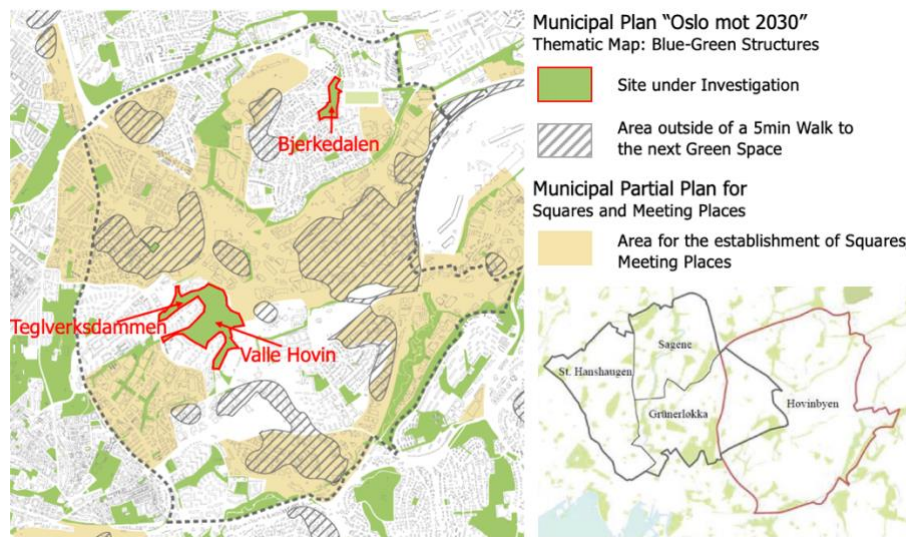 Bjerkedalen
Teglverksdammen
Valle Hovin
Municipal Plan “Oslo mot 2030”
Thematic Map: Blue-Green Structures
Site under Investigation
Area outside of a 5min Walk to
the next Green Space
Municipal Partial Plan for
Squares and Meeting Places
Area for the establishment of Squares,
Meeting Places
Sagene
St. Hanshaugen
Hovinbyen
Grünerløkka